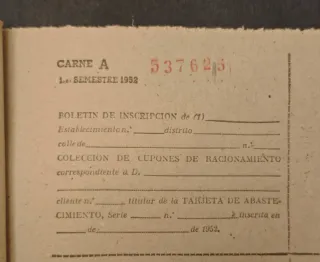 CARNE A
537625
1.er SEMESTRE 1952
BOLETIN DE INSCRIPCION de (1)
Establecimiento n.º distrito
calle de n.º
COLECCION DE CUPONES DE RACIONAMIENTO
correspondiente a D.
cliente n.º titular de la TARJETA DE ABASTE-
CIMIENTO, Serie n.º é inscrita en
de de 1952.